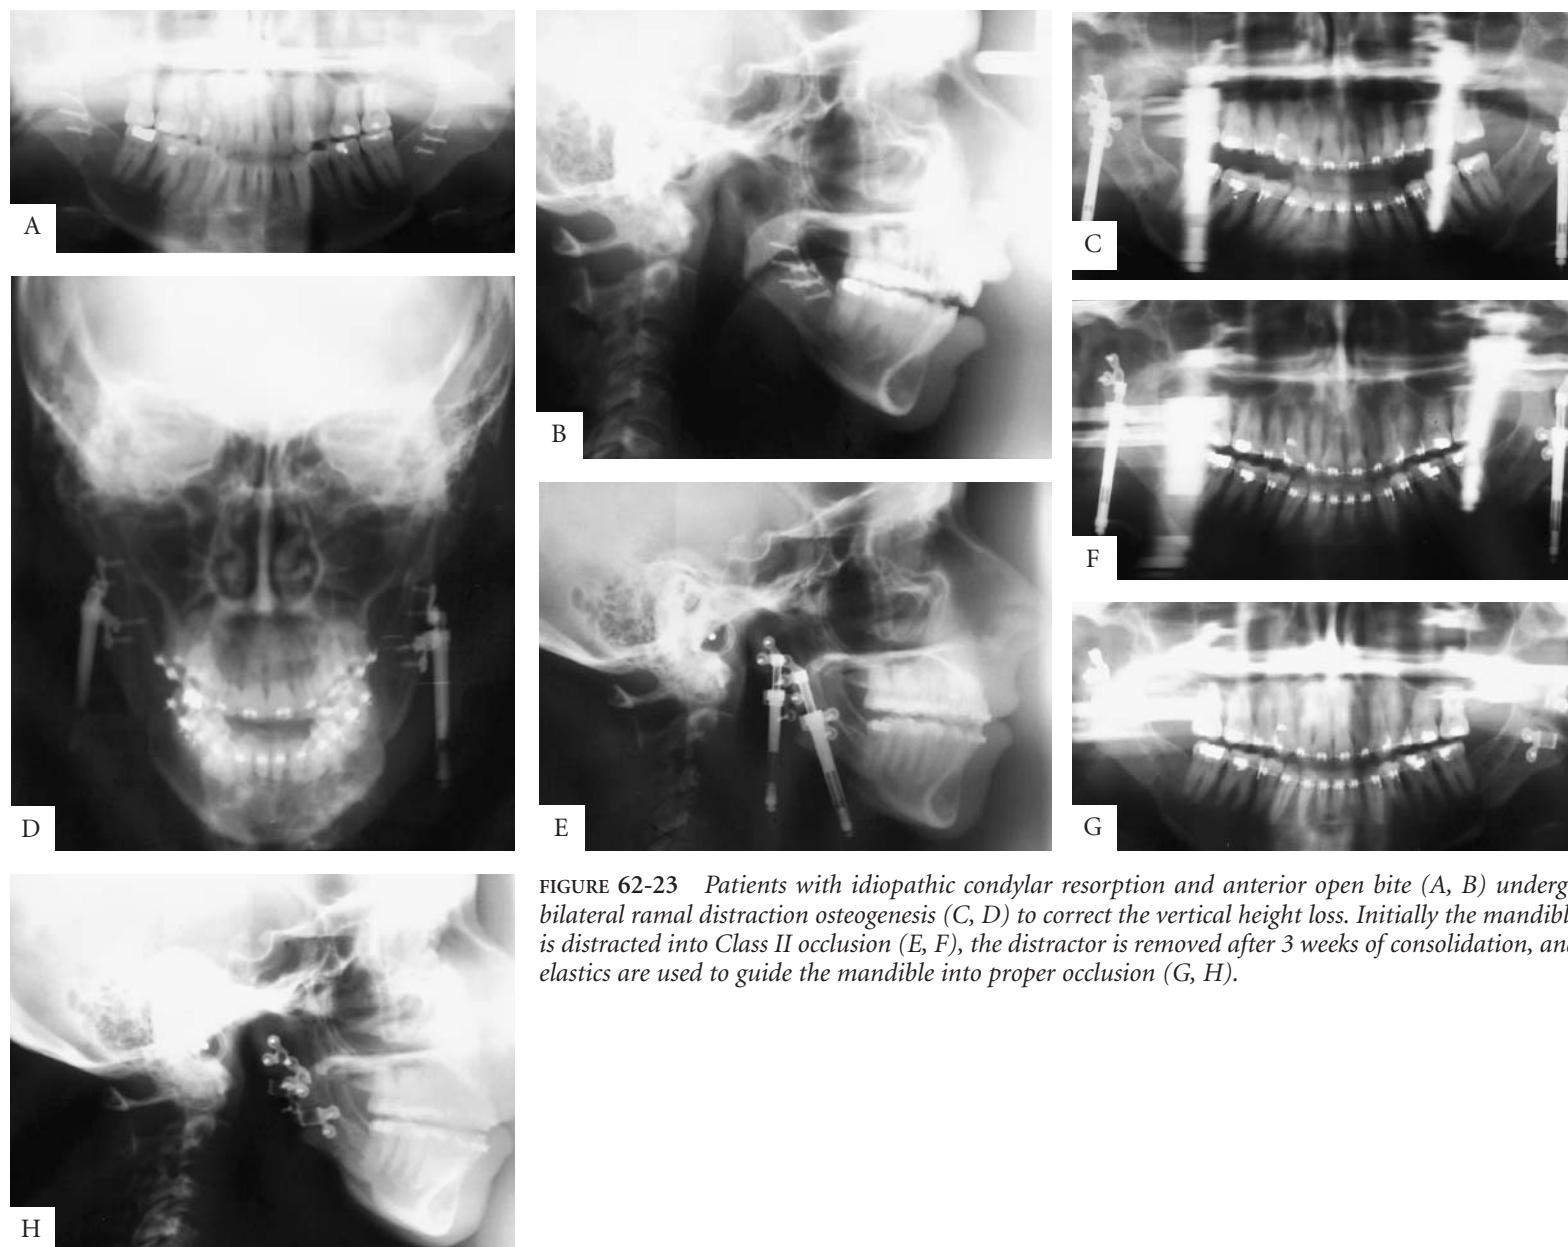 A
B
C
D
E
F
G
H
FIGURE 62-23 Patients with idiopathic condylar resorption and anterior open bite (A, B) underg
bilateral ramal distraction osteogenesis (C, D) to correct the vertical height loss. Initially the mandibl
is distracted into Class II occlusion (E, F), the distractor is removed after 3 weeks of consolidation, an
elastics are used to guide the mandible into proper occlusion (G, H).